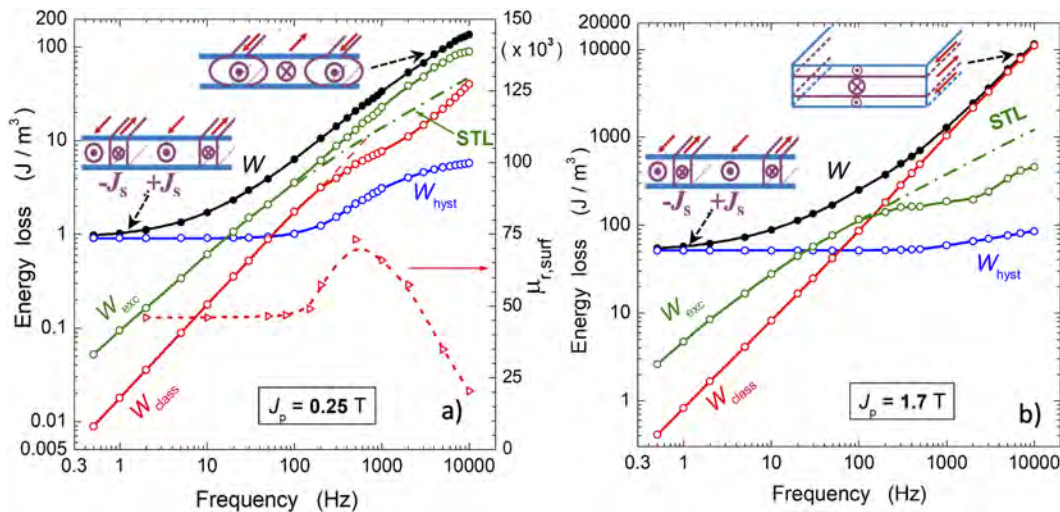 200
100
10
1
0.1
0.01
0.005
Energy loss (J / m³)
0.3 1 10 100 1000 10000
Frequency (Hz)
150
( x 10³)
125
100
75
50
25
0
μr,surf
-Js +Js
W
STL
Whyst
Wexc
Wclass
Jp = 0.25 T
a)
20000
10000
1000
100
10
1
Energy loss (J / m³)
0.3 1 10 100 1000 10000
Frequency (Hz)
-Js +Js
W
STL
Whyst
Wexc
Wclass
Jp = 1.7 T
b)